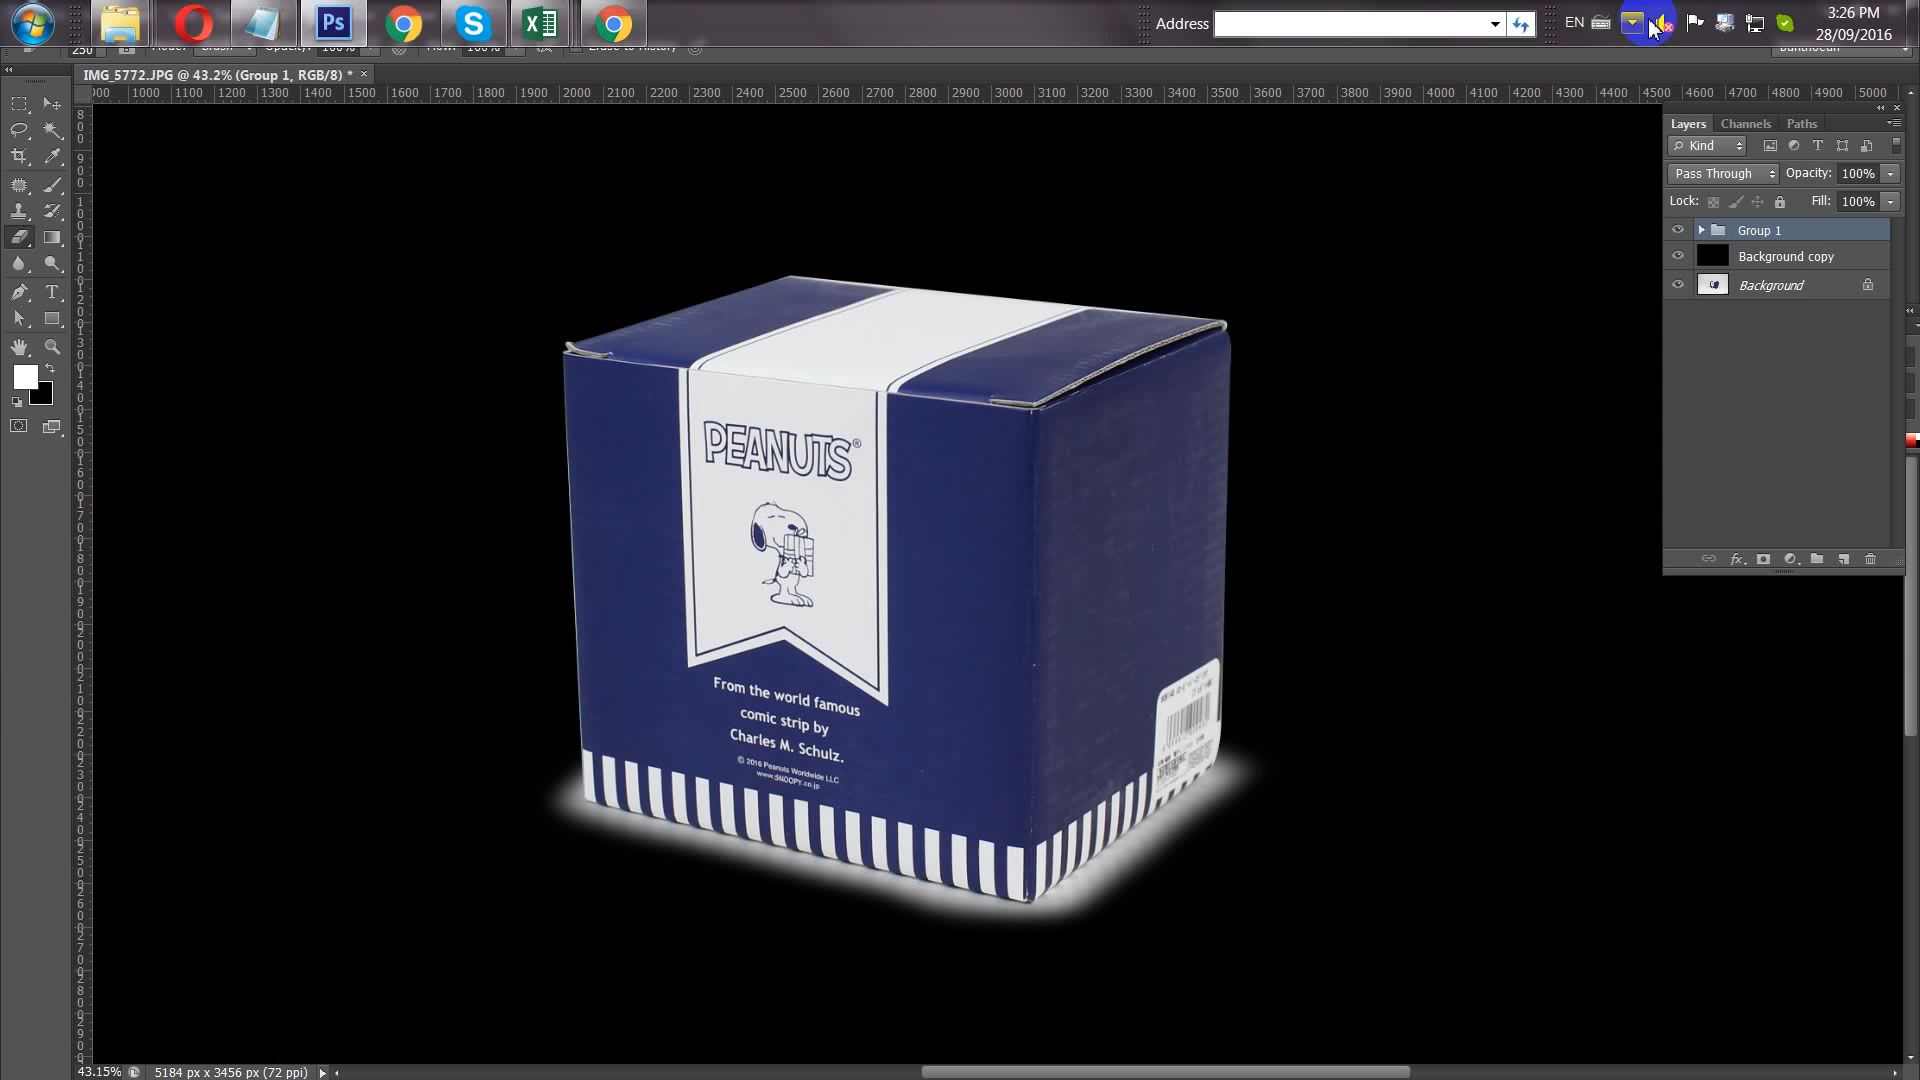 Address
EN
3:26 PM
28/09/2016
250
IMG_5772.JPG @ 43.2% (Group 1, RGB/8) *
1000 1100 1200 1300 1400 1500 1600 1700 1800 1900 2000 2100 2200 2300 2400 2500 2600 2700 2800 2900 3000 3100 3200 3300 3400 3500 3600 3700 3800 3900 4000 4100 4200 4300 4400 4500 4600 4700 4800 4900 5000
Layers Channels Paths
Kind
Pass Through Opacity: 100%
Lock: Fill: 100%
Group 1
Background copy
Background
PEANUTS®
From the world famous
comic strip by
Charles M. Schulz.
© 2016 Peanuts Worldwide LLC
www.SNOOPY.co.jp
43.15% 5184 px x 3456 px (72 ppi)